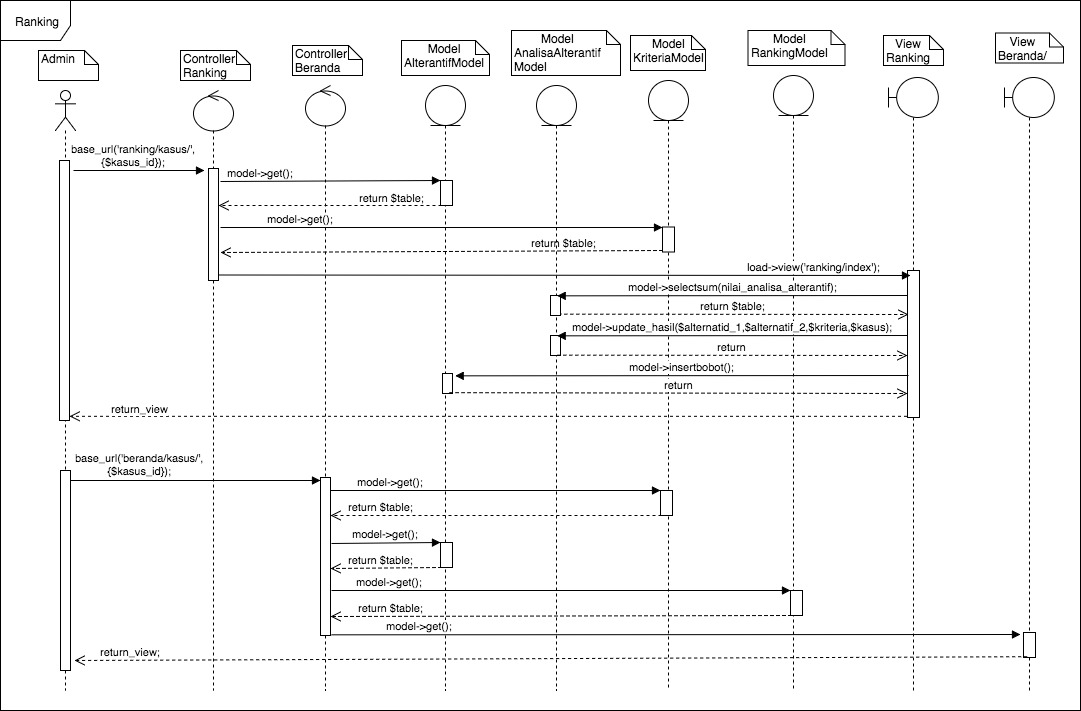 Ranking
Admin
Controller
Ranking
Controller
Beranda
Model
AlterantifModel
Model
AnalisaAlterantif
Model
Model
KriteriaModel
Model
RankingModel
View
Ranking
View
Beranda/
base_url('ranking/kasus/',
{$kasus_id});
model->get();
return $table;
model->get();
return $table;
load->view('ranking/index');
model->selectsum(nilai_analisa_alterantif);
return $table;
model->update_hasil($alternatid_1,$alternatif_2,$kriteria,$kasus);
return
model->insertbobot();
return
return_view
base_url('beranda/kasus/',
{$kasus_id});
model->get();
return $table;
model->get();
return $table;
model->get();
return $table;
model->get();
return_view;